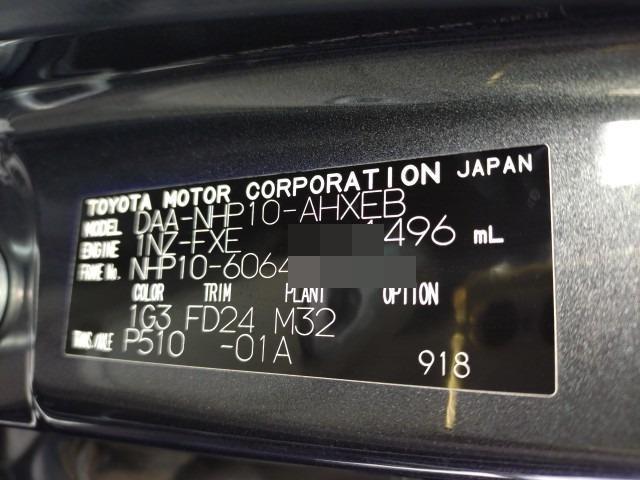 TOYOTA MOTOR CORPORATION JAPAN
MODEL DAA-NHP10-AHXEB
ENGINE 1NZ-FXE 1496 mL
FRAME No. NHP10-6064
COLOR TRIM PLANT OPTION
1G3 FD24 M32
TRANS/AXLE P510 -01A
918